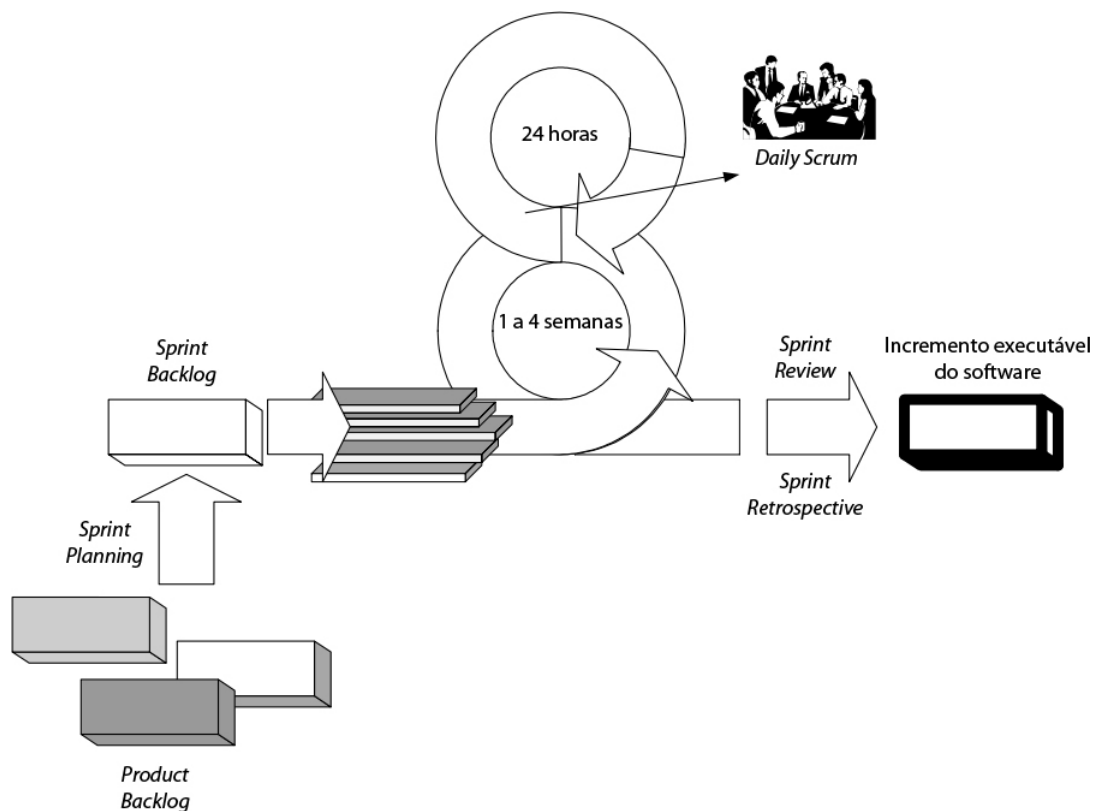 24 horas
Daily Scrum
1 a 4 semanas
Sprint
Backlog
Sprint
Review
Incremento executável
do software
Sprint
Retrospective
Sprint
Planning
Product
Backlog